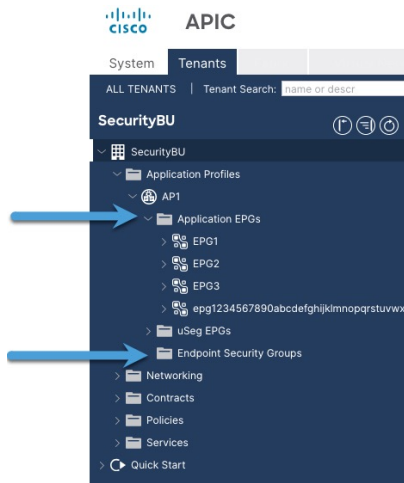 CISCO APIC
System Tenants
ALL TENANTS | Tenant Search: name or descr
SecurityBU
SecurityBU
Application Profiles
AP1
Application EPGs
EPG1
EPG2
EPG3
epg1234567890abcdefghijklmnopqrstuvwx
uSeg EPGs
Endpoint Security Groups
Networking
Contracts
Policies
Services
Quick Start